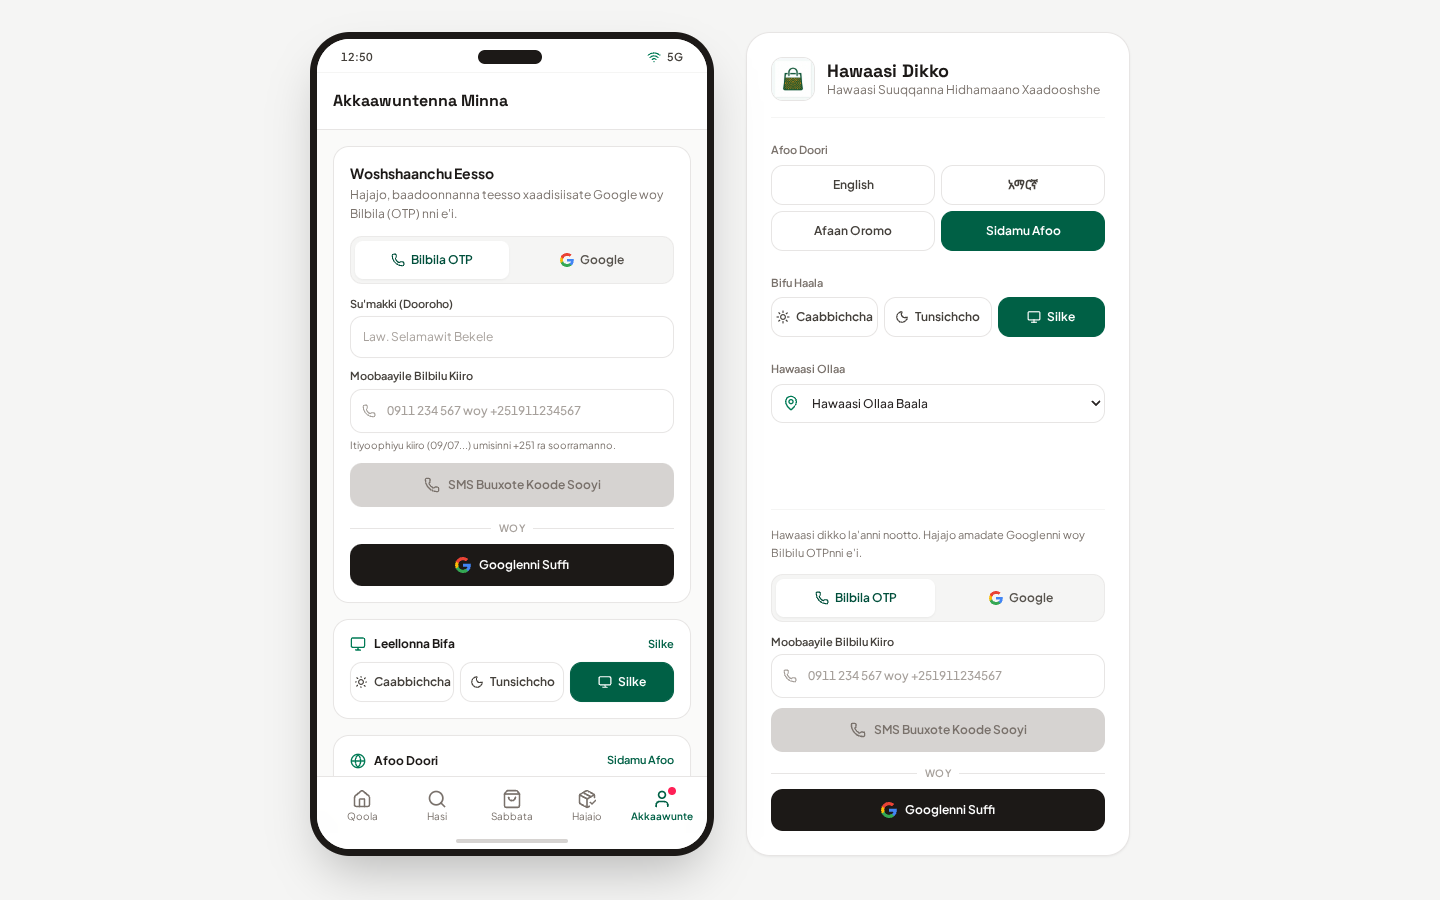 12:50
5G
Akkaawuntenna Minna
Woshshaanchu Eesso
Hajajo, baadoonnanna teesso xaadisiisate Google woy
Bilbila (OTP) nni e'i.
Bilbila OTP
Google
Su'makki (Dooroho)
Law. Selamawit Bekele
Moobaayile Bilbilu Kiiro
0911 234 567 woy +251911234567
Itiyoophiyu kiiro (09/07...) umisinni +251 ra soorramanno.
SMS Buuxote Koode Sooyi
WOY
Googlenni Suffi
Leellonna Bifa
Silke
Caabbichcha
Tunsichcho
Silke
Afoo Doori
Sidamu Afoo
Qoola
Hasi
Sabbata
Hajajo
Akkaawunte
Hawaasi Dikko
Hawaasi Suuqqanna Hidhamaano Xaadooshshe
Afoo Doori
English
አማርኛ
Afaan Oromo
Sidamu Afoo
Bifu Haala
Caabbichcha
Tunsichcho
Silke
Hawaasi Ollaa
Hawaasi Ollaa Baala
Hawaasi dikko la'anni nootto. Hajajo amadate Googlenni woy
Bilbilu OTPnni e'i.
Bilbila OTP
Google
Moobaayile Bilbilu Kiiro
0911 234 567 woy +251911234567
SMS Buuxote Koode Sooyi
WOY
Googlenni Suffi